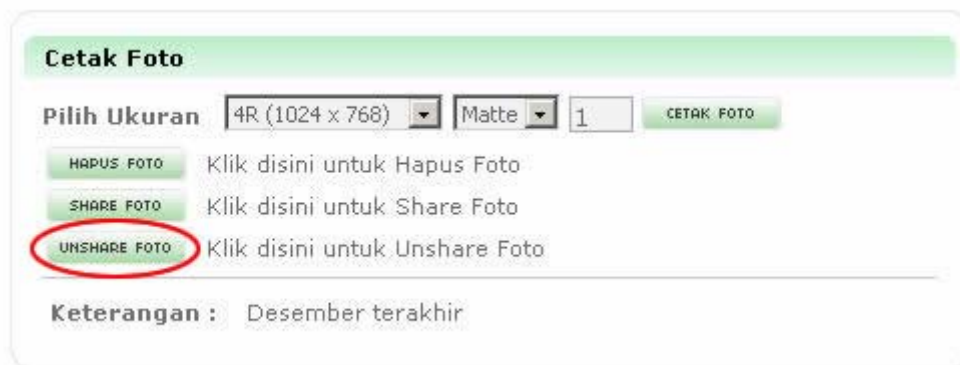 Cetak Foto
Pilih Ukuran 4R (1024 x 768) Matte 1 CETAK FOTO
HAPUS FOTO Klik disini untuk Hapus Foto
SHARE FOTO Klik disini untuk Share Foto
UNSHARE FOTO Klik disini untuk Unshare Foto
Keterangan : Desember terakhir